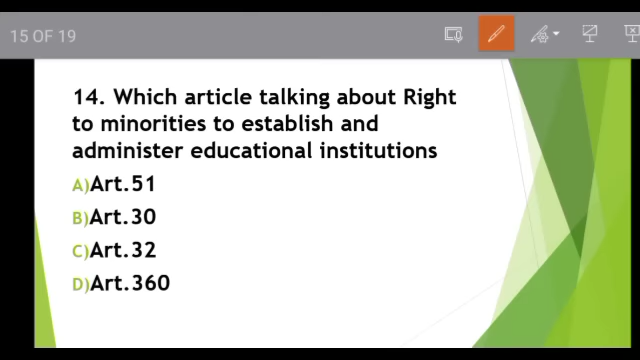 15 OF 19
14. Which article talking about Right
to minorities to establish and
administer educational institutions
A)Art.51
B)Art.30
C)Art.32
D)Art.360